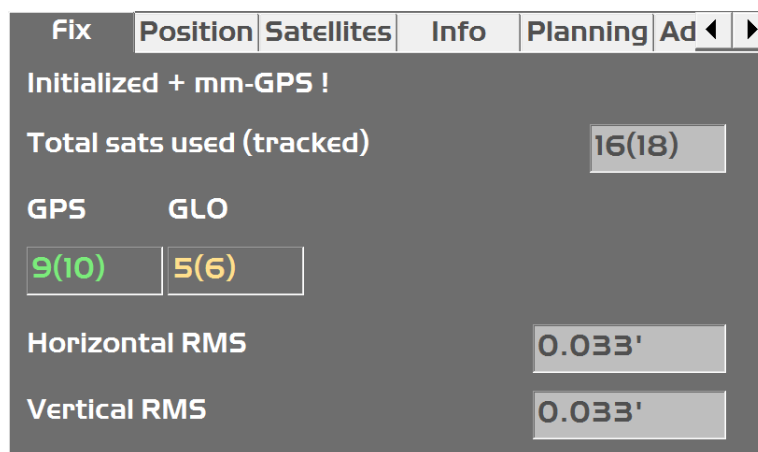 Fix Position Satellites Info Planning Ad
Initialized + mm-GPS !
Total sats used (tracked) 16(18)
GPS GLO
9(10) 5(6)
Horizontal RMS 0.033'
Vertical RMS 0.033'